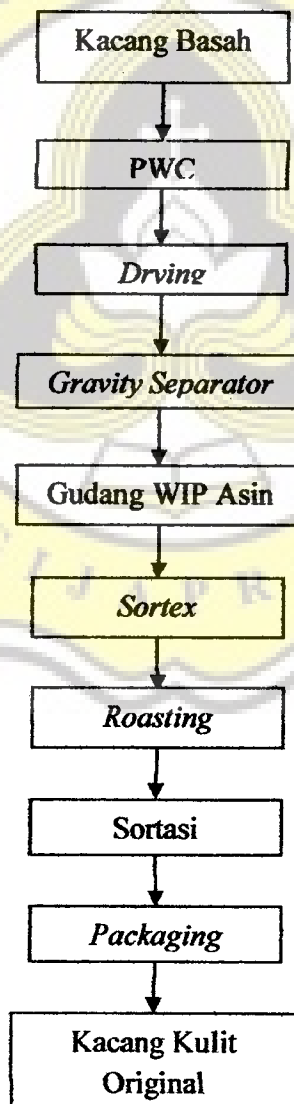 Kacang Basah
PWC
Drying
Gravity Separator
Gudang WIP Asin
Sortex
Roasting
Sortasi
Packaging
Kacang Kulit
Original